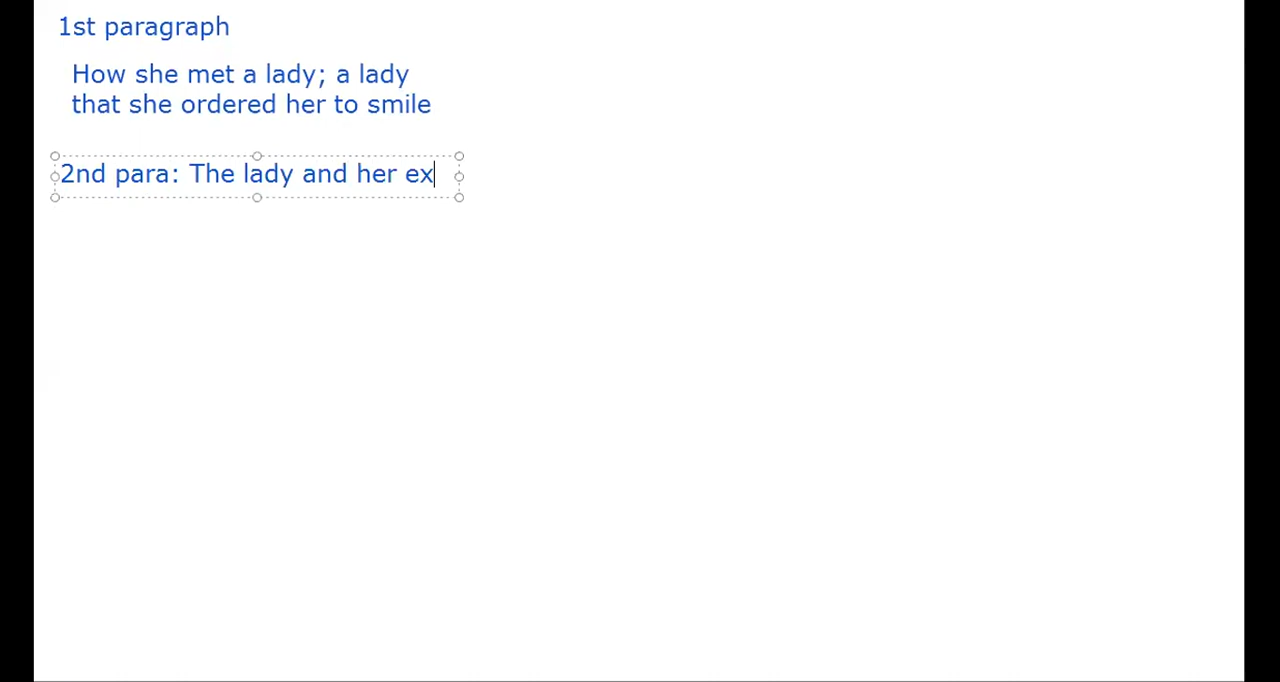 1st paragraph
How she met a lady; a lady
that she ordered her to smile
2nd para: The lady and her ex